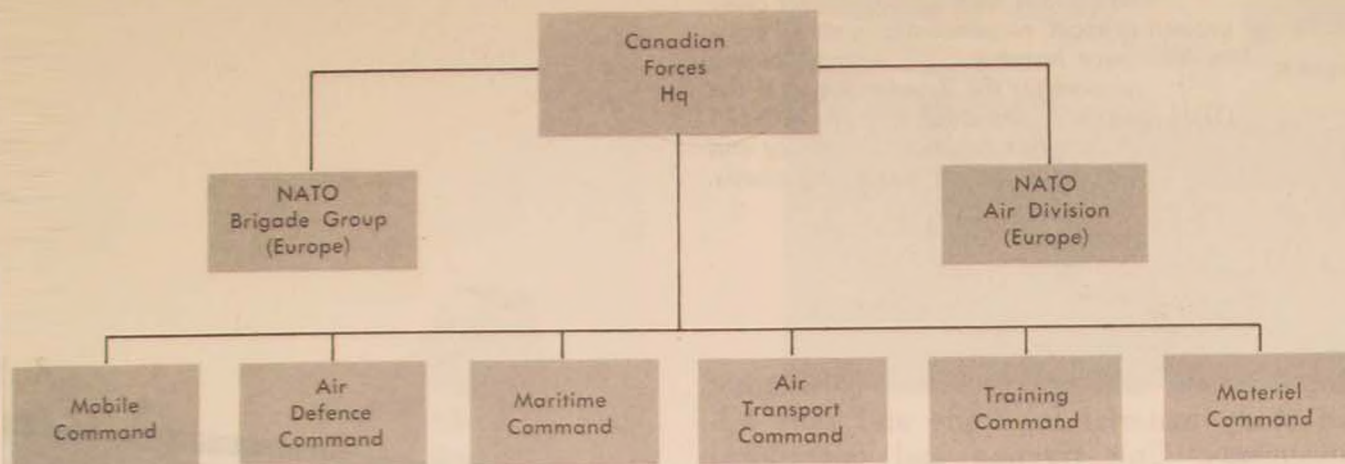 Canadian
Forces
Hq
NATO
Brigade Group
(Europe)
NATO
Air Division
(Europe)
Mobile
Command
Air
Defence
Command
Maritime
Command
Air
Transport
Command
Training
Command
Materiel
Command